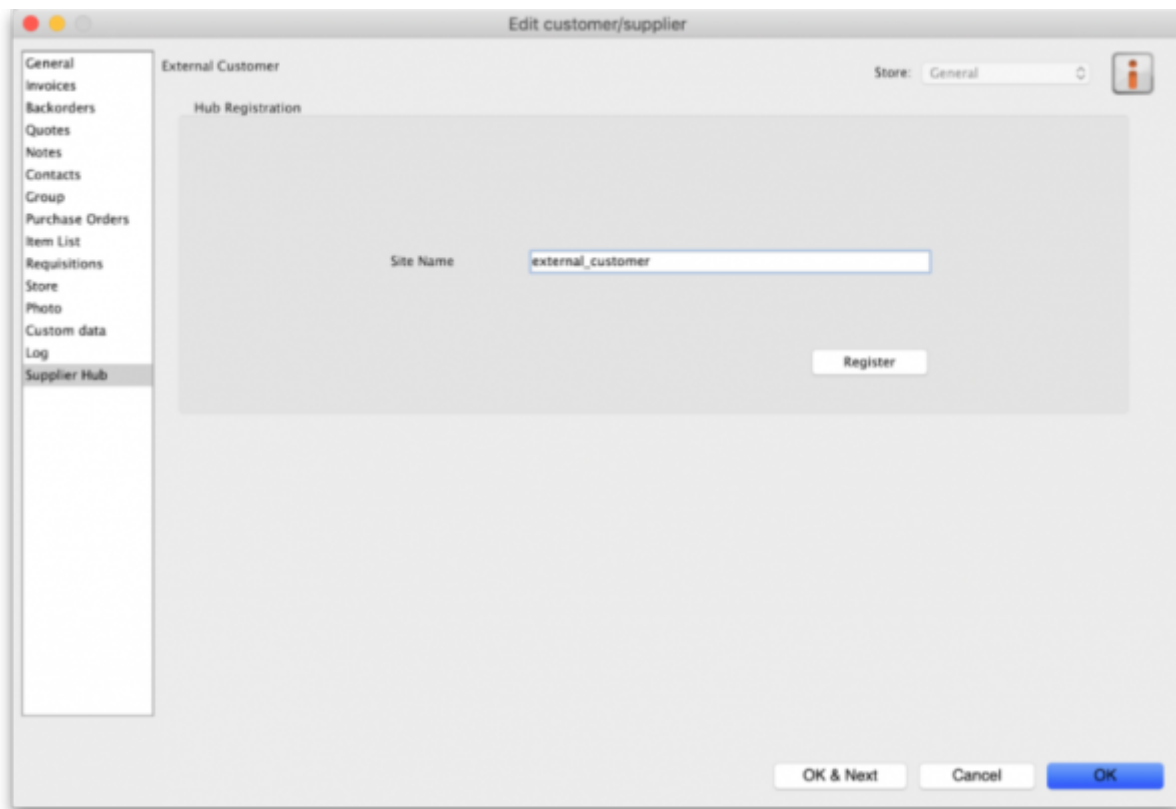 Edit customer/supplier
General
Invoices
Backorders
Quotes
Notes
Contacts
Group
Purchase Orders
Item List
Requisitions
Store
Photo
Custom data
Log
Supplier Hub
External Customer
Store: General
Hub Registration
Site Name external_customer
Register
OK & Next Cancel OK